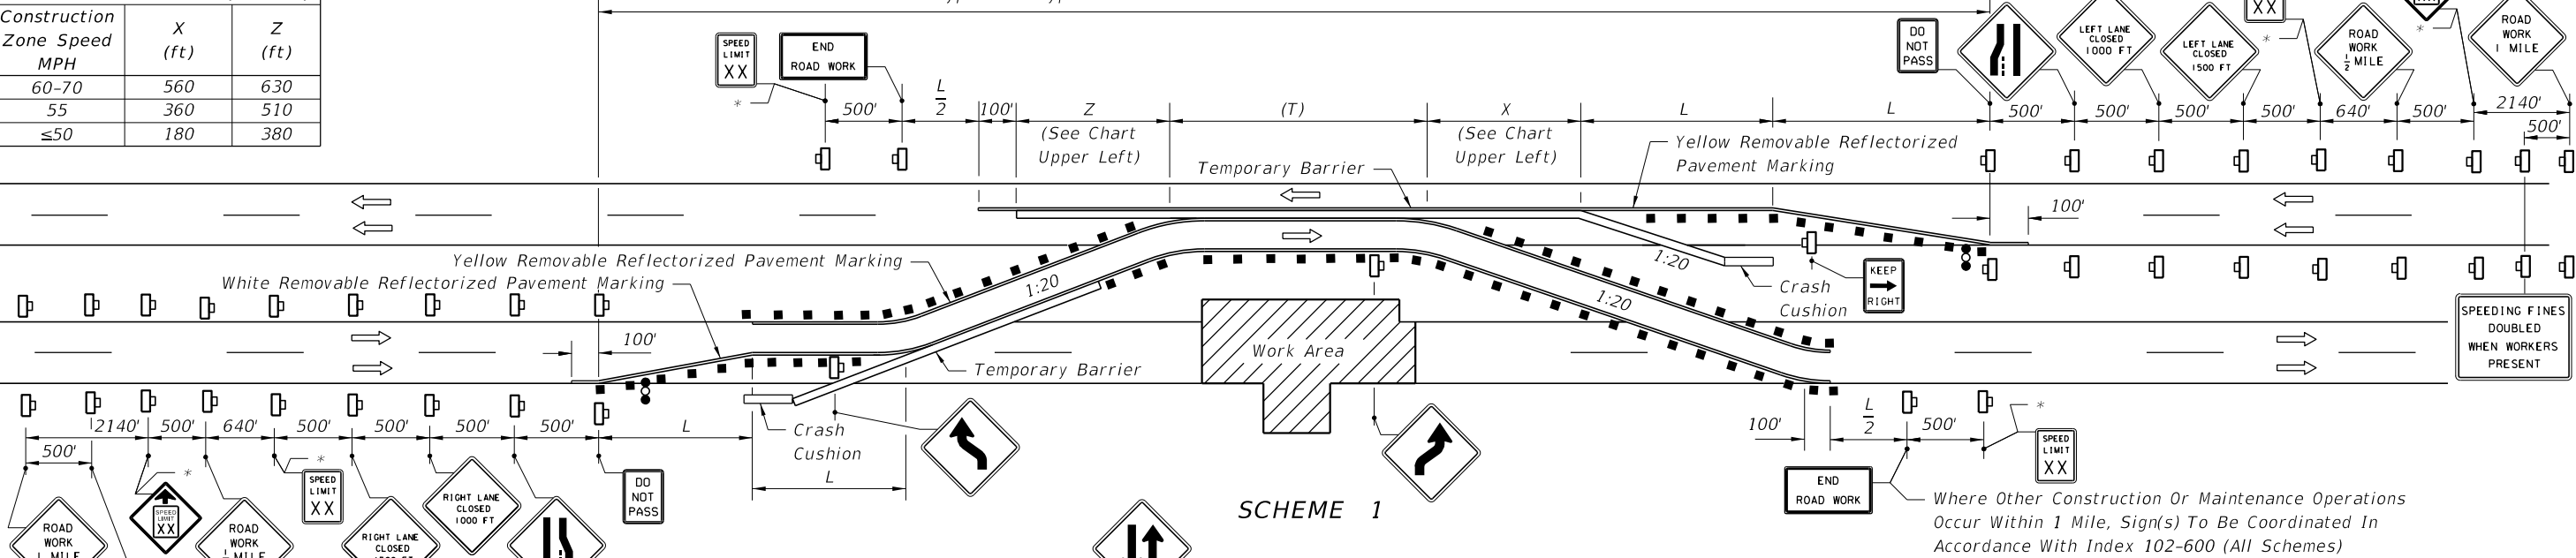 Construction
Zone Speed
MPH
X
(ft)
Z
(ft)
60-70 560 630
55 360 510
≤50 180 380
SPEED
LIMIT
XX
END
ROAD WORK
*
500'
L
2
100'
Z
(See Chart
Upper Left)
(T)
X
(See Chart
Upper Left)
L
L
DO
NOT
PASS
LEFT LANE
CLOSED
1000 FT
LEFT LANE
CLOSED
1500 FT
XX
*
ROAD
WORK
1/2 MILE
*
ROAD
WORK
1 MILE
500'
500'
500'
500'
640'
500'
2140'
500'
Temporary Barrier
Yellow Removable Reflectorized
Pavement Marking
100'
Yellow Removable Reflectorized Pavement Marking
White Removable Reflectorized Pavement Marking
1:20
1:20
1:20
KEEP
RIGHT
Crash
Cushion
SPEEDING FINES
DOUBLED
WHEN WORKERS
PRESENT
100'
Work Area
Temporary Barrier
2140'
500'
640'
500'
500'
500'
500'
L
500'
Crash
Cushion
L
100'
L
2
500'
*
SPEED
LIMIT
XX
END
ROAD WORK
*
*
ROAD
WORK
1 MILE
SPEED
LIMIT
XX
ROAD
WORK
SPEED
LIMIT
XX
RIGHT LANE
CLOSED
RIGHT LANE
CLOSED
1000 FT
DO
NOT
PASS
SCHEME 1
Where Other Construction Or Maintenance Operations
Occur Within 1 Mile, Sign(s) To Be Coordinated In
Accordance With Index 102-600 (All Schemes)